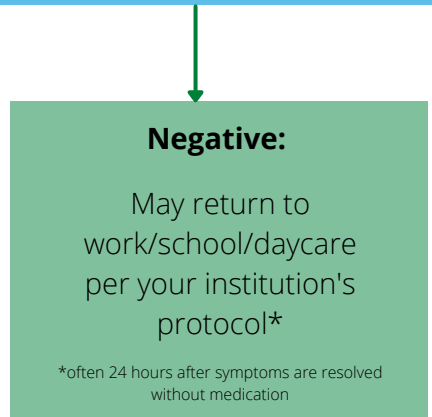 Negative:
May return to
work/school/daycare
per your institution's
protocol*
*often 24 hours after symptoms are resolved
without medication